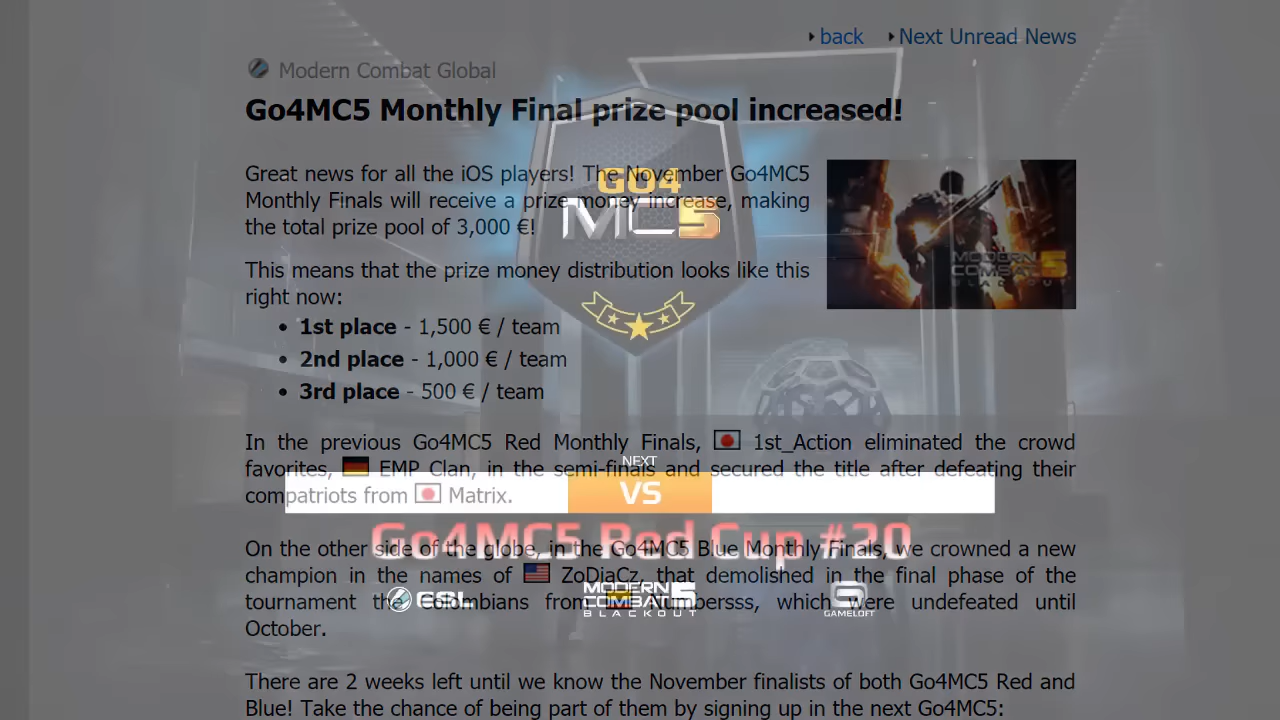 back Next Unread News
Modern Combat Global
Go4MC5 Monthly Final prize pool increased!
Great news for all the iOS players! The November Go4MC5
Monthly Finals will receive a prize money increase, making
the total prize pool of 3,000 €!
GO4
MC5
MODERN
COMBAT 5
BLACKOUT
This means that the prize money distribution looks like this
right now:
• 1st place - 1,500 € / team
• 2nd place - 1,000 € / team
• 3rd place - 500 € / team
In the previous Go4MC5 Red Monthly Finals, 1st_Action eliminated the crowd
favorites, EMP Clan, in the semi-finals and secured the title after defeating their
compatriots from Matrix.
NEXT
VS
Go4MC5 Red Cup #20
On the other side of the globe, in the Go4MC5 Blue Monthly Finals, we crowned a new
champion in the names of ZoDiaCz, that demolished in the final phase of the
tournament the Colombians from Numbersss, which were undefeated until
October.
ESL
MODERN
COMBAT 5
BLACKOUT
GAMELOFT
There are 2 weeks left until we know the November finalists of both Go4MC5 Red and
Blue! Take the chance of being part of them by signing up in the next Go4MC5: